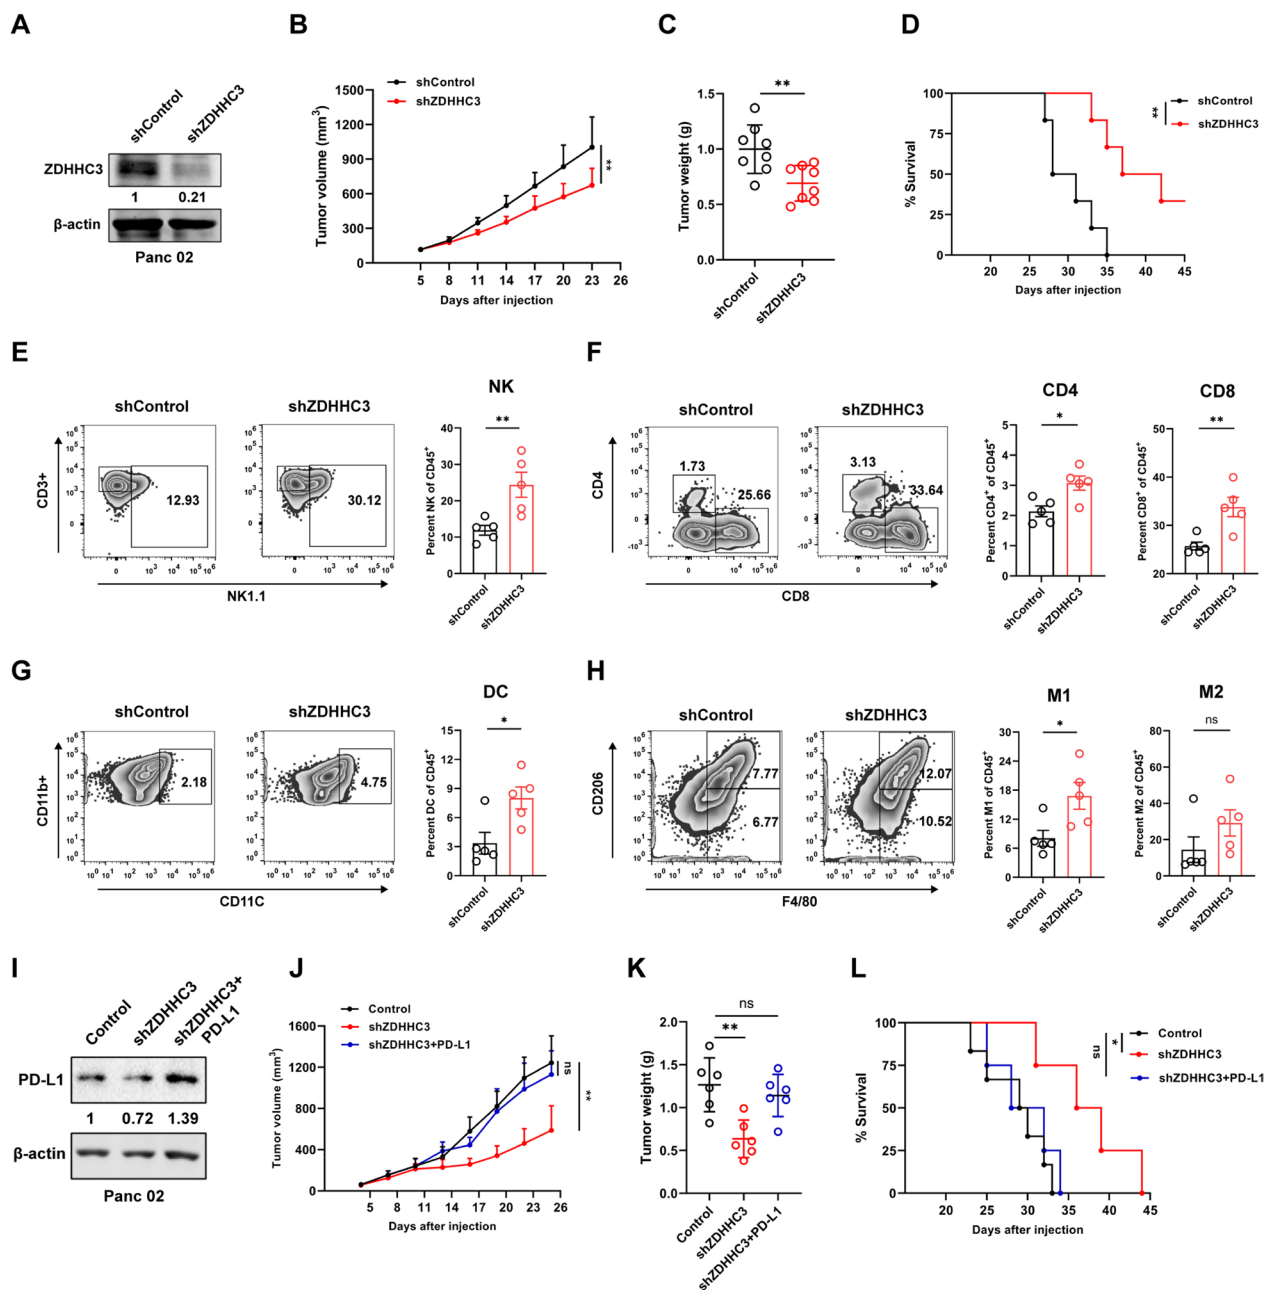 A
shControl
shZDHHC3
ZDHHC3
1 0.21
β-actin
Panc 02
B
shControl
shZDHHC3
Tumor volume (mm³)
1500
1200
900
600
300
0
**
5 8 11 14 17 20 23 26
Days after injection
C
**
Tumor weight (g)
1.5
1.0
0.5
0.0
shControl
shZDHHC3
D
% Survival
100
75
50
25
0
shControl
shZDHHC3
**
20 25 30 35 40 45
Days after injection
E
shControl
shZDHHC3
CD3+
12.93
30.12
NK1.1
NK
**
Percent NK of CD45⁺
40
30
20
10
0
shControl
shZDHHC3
F
shControl
shZDHHC3
CD4
1.73
25.66
3.13
33.64
CD8
CD4
*
Percent CD4⁺ of CD45⁺
5
4
3
2
1
0
shControl
shZDHHC3
CD8
**
Percent CD8⁺ of CD45⁺
50
40
30
20
shControl
shZDHHC3
G
shControl
shZDHHC3
CD11b+
2.18
4.75
CD11C
DC
*
Percent DC of CD45⁺
15
12
9
6
3
0
shControl
shZDHHC3
H
shControl
shZDHHC3
CD206
7.77
6.77
12.07
10.52
F4/80
M1
*
Percent M1 of CD45⁺
30
24
18
12
6
0
shControl
shZDHHC3
M2
ns
Percent M2 of CD45⁺
80
60
40
20
0
shControl
shZDHHC3
I
Control
shZDHHC3
shZDHHC3+
PD-L1
PD-L1
1 0.72 1.39
β-actin
Panc 02
J
Control
shZDHHC3
shZDHHC3+PD-L1
Tumor volume (mm³)
1600
1200
800
400
0
ns
**
5 8 11 14 17 20 23 26
Days after injection
K
ns
**
Tumor weight (g)
2.0
1.5
1.0
0.5
0.0
Control
shZDHHC3
shZDHHC3+PD-L1
L
% Survival
100
75
50
25
0
ns
*
Control
shZDHHC3
shZDHHC3+PD-L1
20 25 30 35 40 45
Days after injection